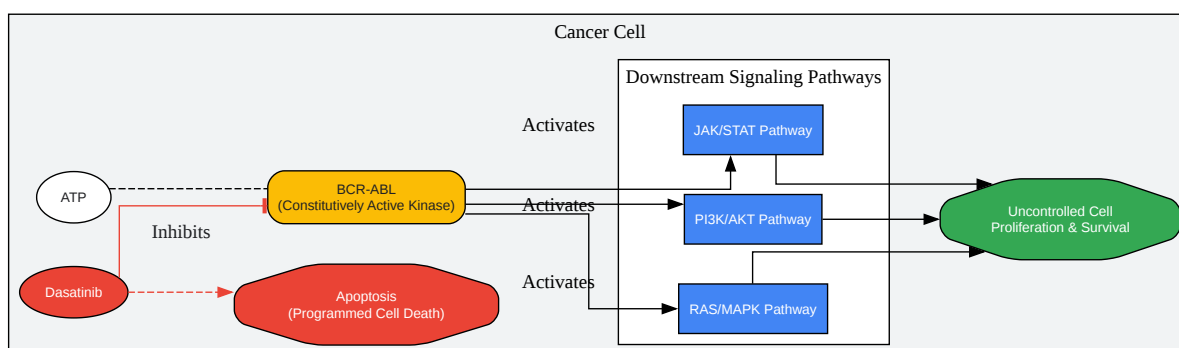 Cancer Cell
Downstream Signaling Pathways
Activates
JAK/STAT Pathway
ATP
BCR-ABL
(Constitutively Active Kinase)
Activates
PI3K/AKT Pathway
Uncontrolled Cell
Proliferation & Survival
Inhibits
Dasatinib
Apoptosis
(Programmed Cell Death)
Activates
RAS/MAPK Pathway